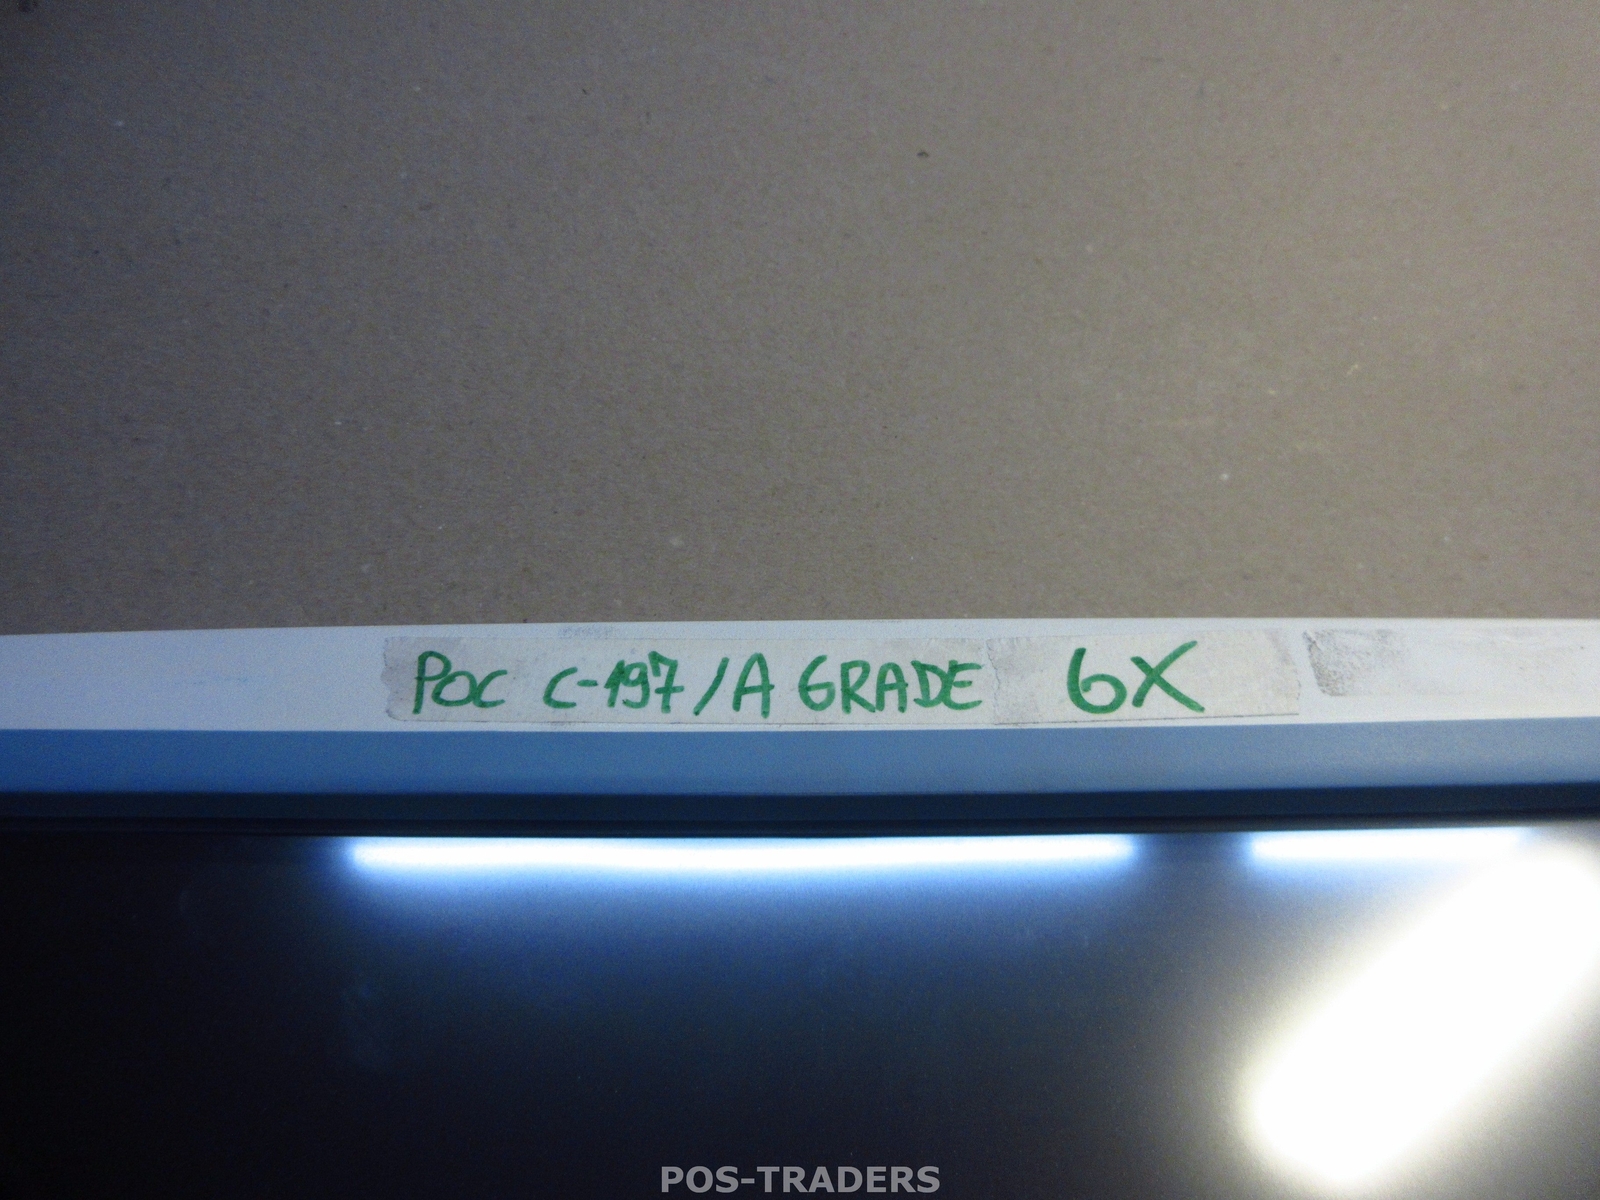 POC C-197/A GRADE 6X
POS-TRADERS